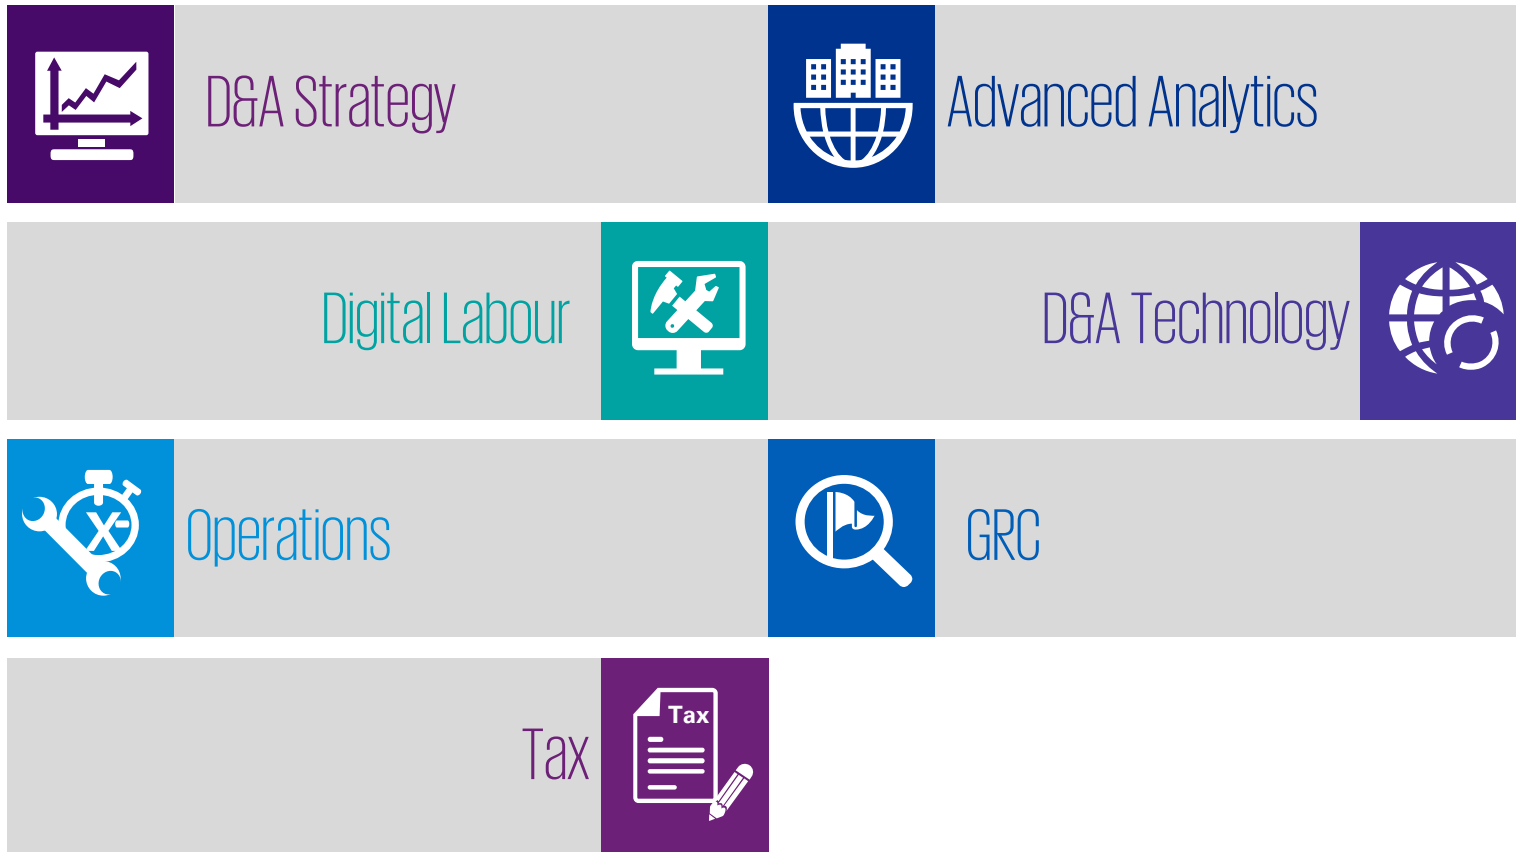 D&A Strategy
Advanced Analytics
Digital Labour
D&A Technology
X-
Operations
GRC
Tax
Tax